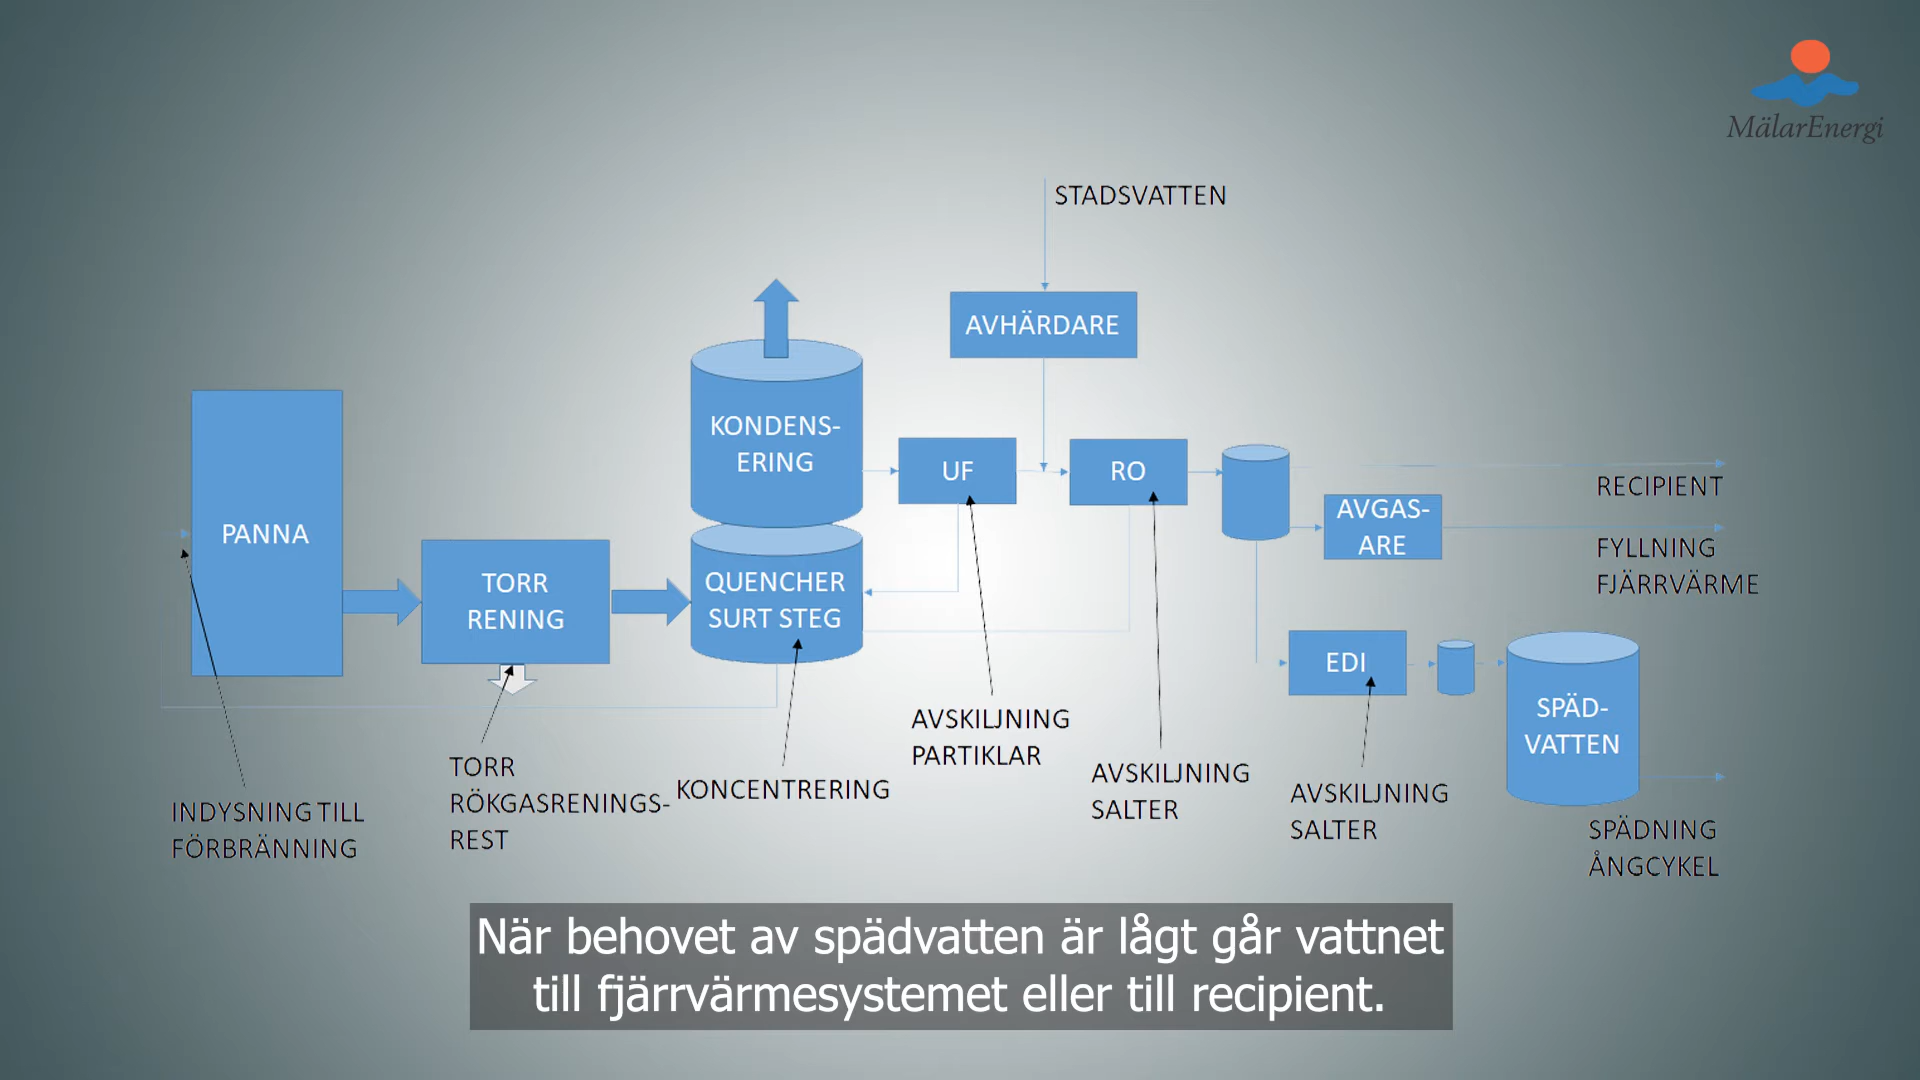 MälarEnergi
STADSVATTEN
AVHÄRDARE
KONDENS-
ERING
UF
RO
RECIPIENT
AVGAS-
ARE
FYLLNING
FJÄRRVÄRME
PANNA
TORR
RENING
QUENCHER
SURT STEG
EDI
SPÄD-
VATTEN
AVSKILJNING
PARTIKLAR
AVSKILJNING
SALTER
AVSKILJNING
SALTER
TORR
RÖKGASRENINGS-
REST
KONCENTRERING
INDYSNING TILL
FÖRBRÄNNING
SPÄDNING
ÅNGCYKEL
När behovet av spädvatten är lågt går vattnet
till fjärrvärmesystemet eller till recipient.